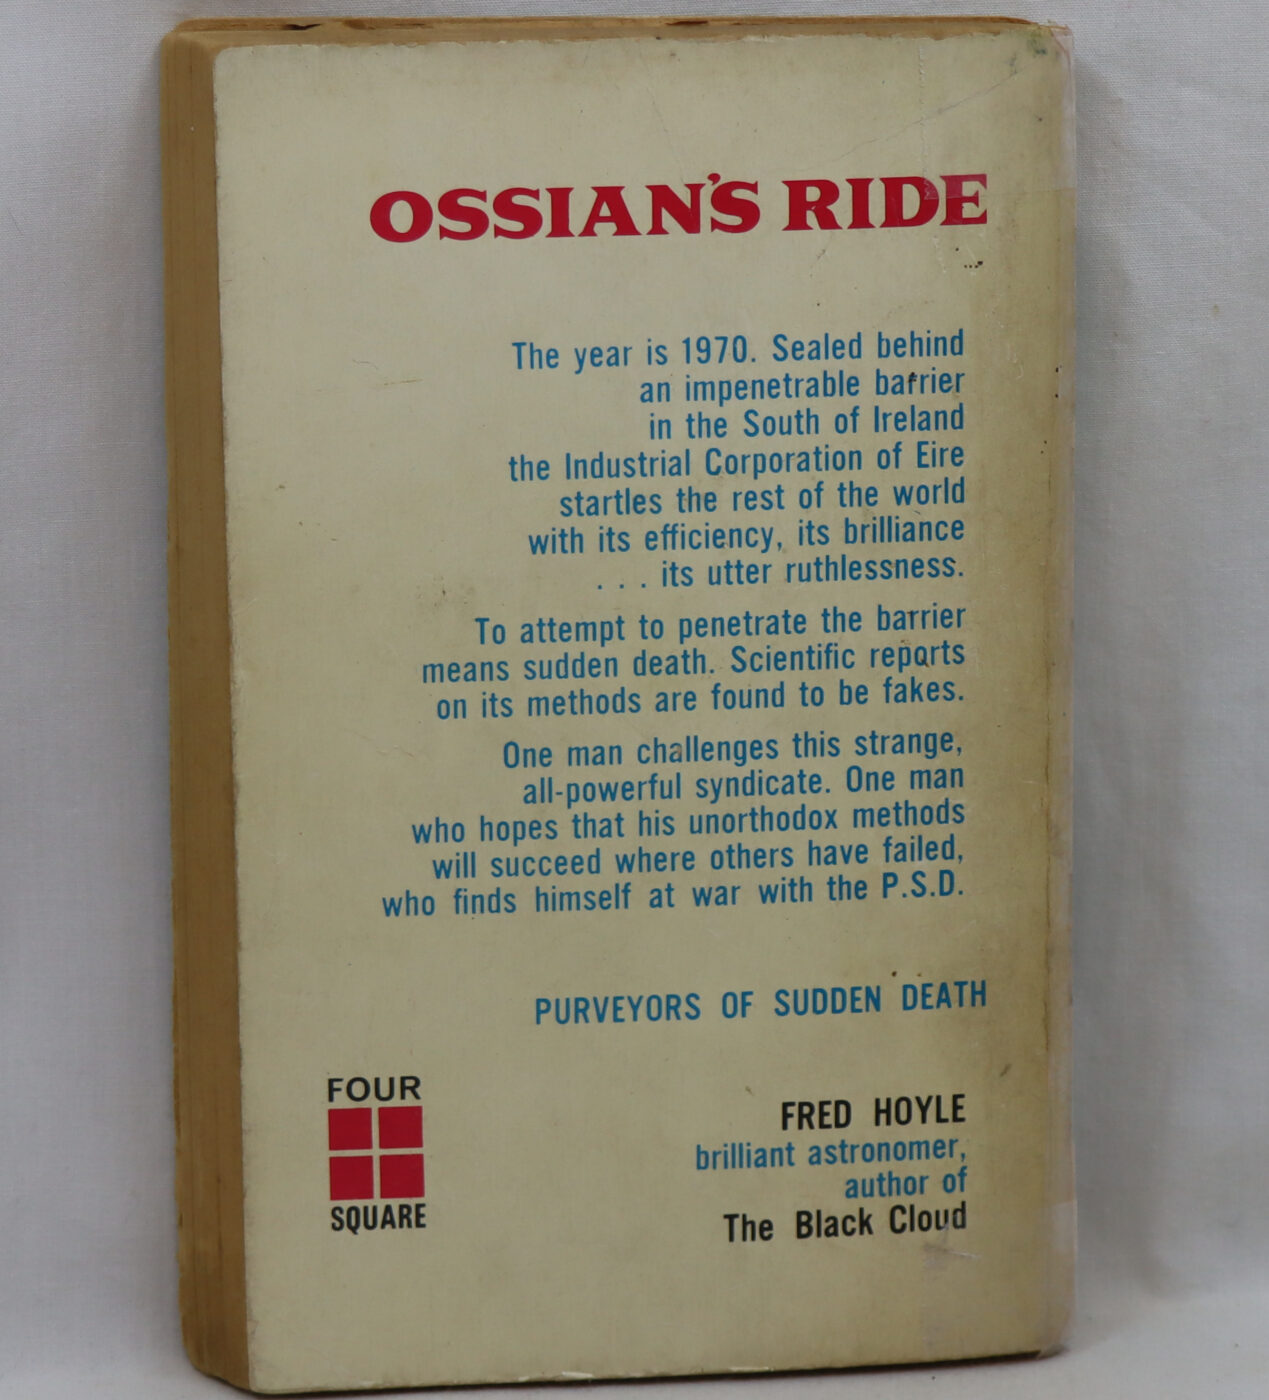 OSSIAN'S RIDE
The year is 1970. Sealed behind
an impenetrable barrier
in the South of Ireland
the Industrial Corporation of Eire
startles the rest of the world
with its efficiency, its brilliance
. . . its utter ruthlessness.
To attempt to penetrate the barrier
means sudden death. Scientific reports
on its methods are found to be fakes.
One man challenges this strange,
all-powerful syndicate. One man
who hopes that his unorthodox methods
will succeed where others have failed,
who finds himself at war with the P.S.D.
PURVEYORS OF SUDDEN DEATH
FOUR
SQUARE
FRED HOYLE
brilliant astronomer,
author of
The Black Cloud